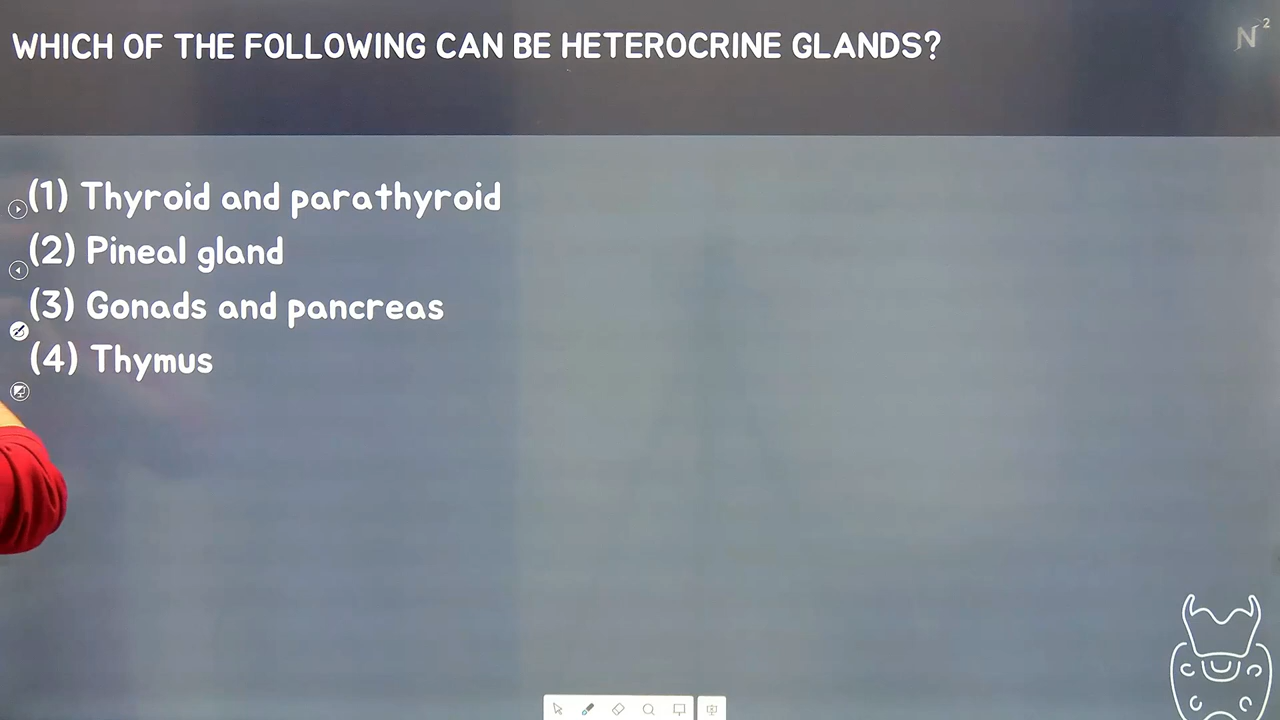 WHICH OF THE FOLLOWING CAN BE HETEROCRINE GLANDS?
N²
(1) Thyroid and parathyroid
(2) Pineal gland
(3) Gonads and pancreas
(4) Thymus